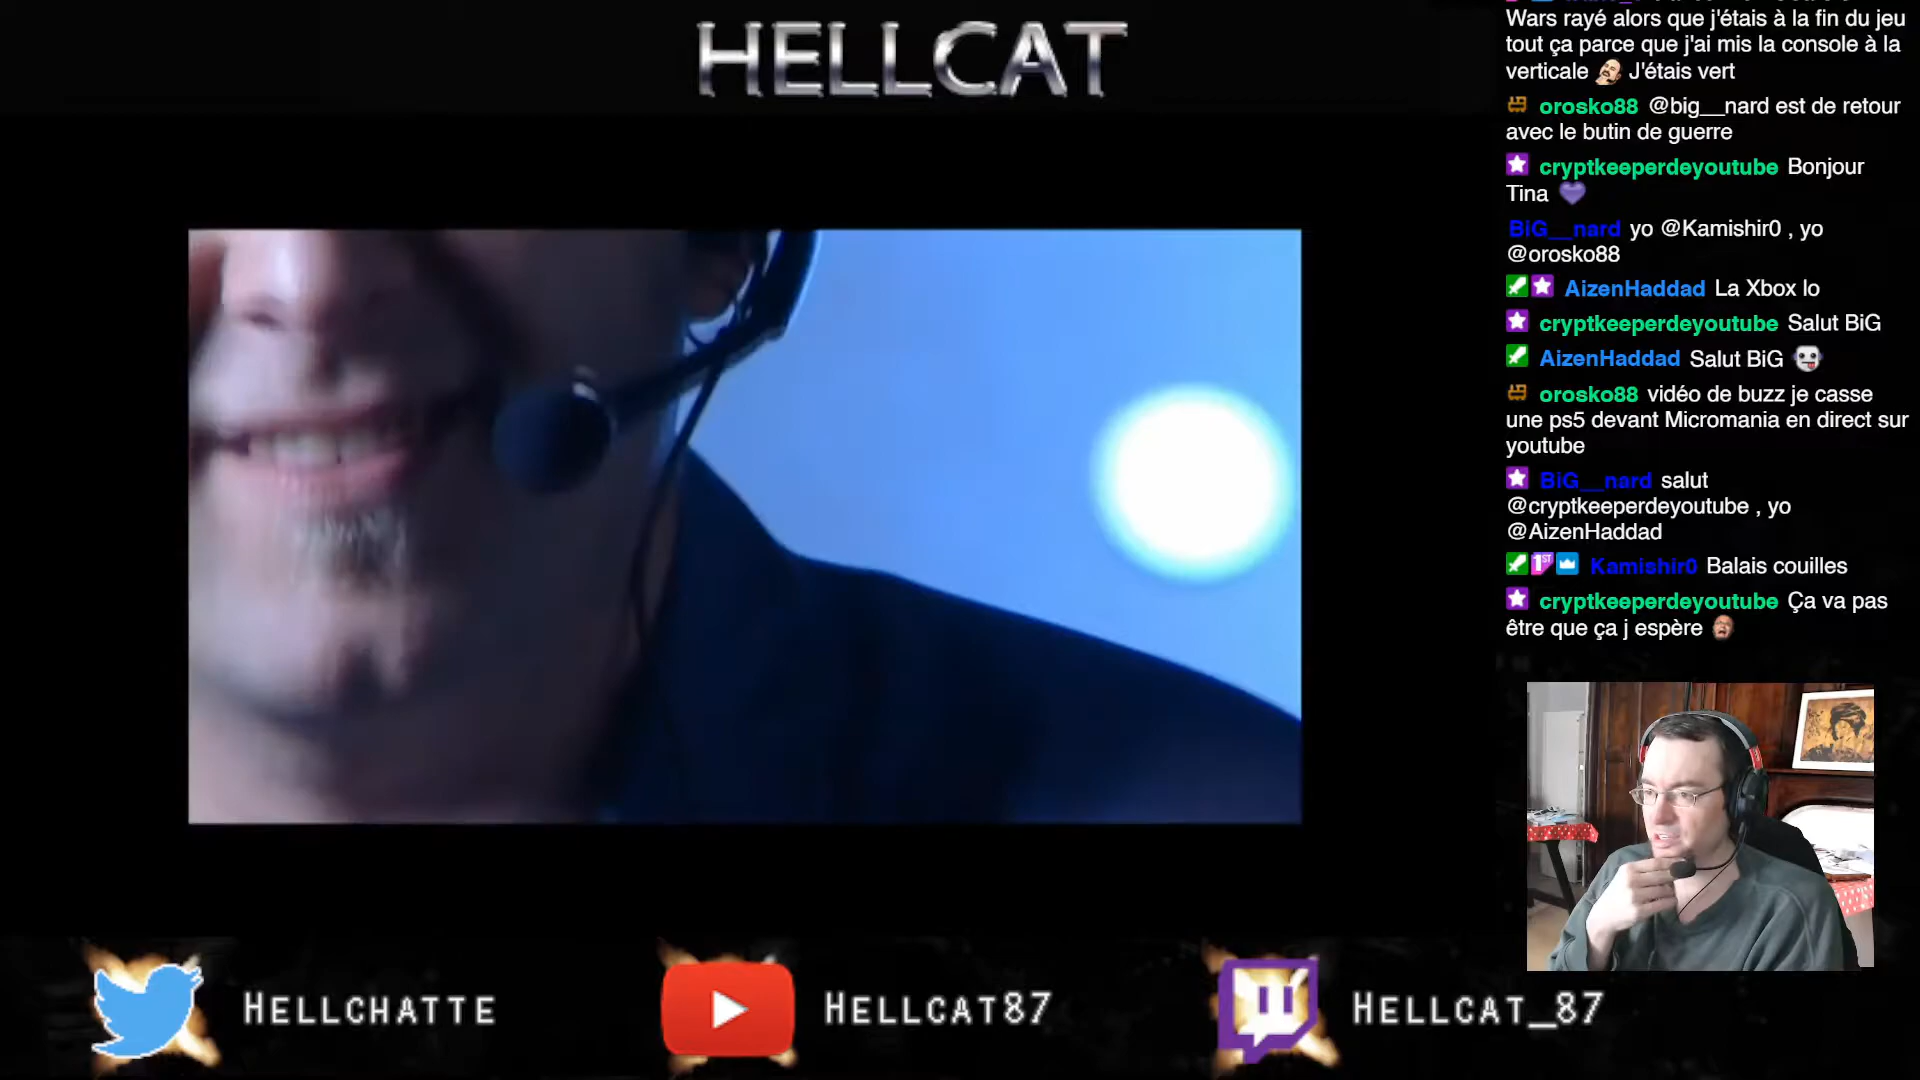 HELLCAT
Wars rayé alors que j'étais à la fin du jeu
tout ça parce que j'ai mis la console à la
verticale J'étais vert
orosko88 @big__nard est de retour
avec le butin de guerre
cryptkeeperdeyoutube Bonjour
Tina
BiG__nard yo @Kamishir0 , yo
@orosko88
AizenHaddad La Xbox lo
cryptkeeperdeyoutube Salut BiG
AizenHaddad Salut BiG
orosko88 vidéo de buzz je casse
une ps5 devant Micromania en direct sur
youtube
BiG__nard salut
@cryptkeeperdeyoutube , yo
@AizenHaddad
1ST Kamishir0 Balais couilles
cryptkeeperdeyoutube Ça va pas
être que ça j espère
HELLCHATTE
HELLCAT87
HELLCAT_87